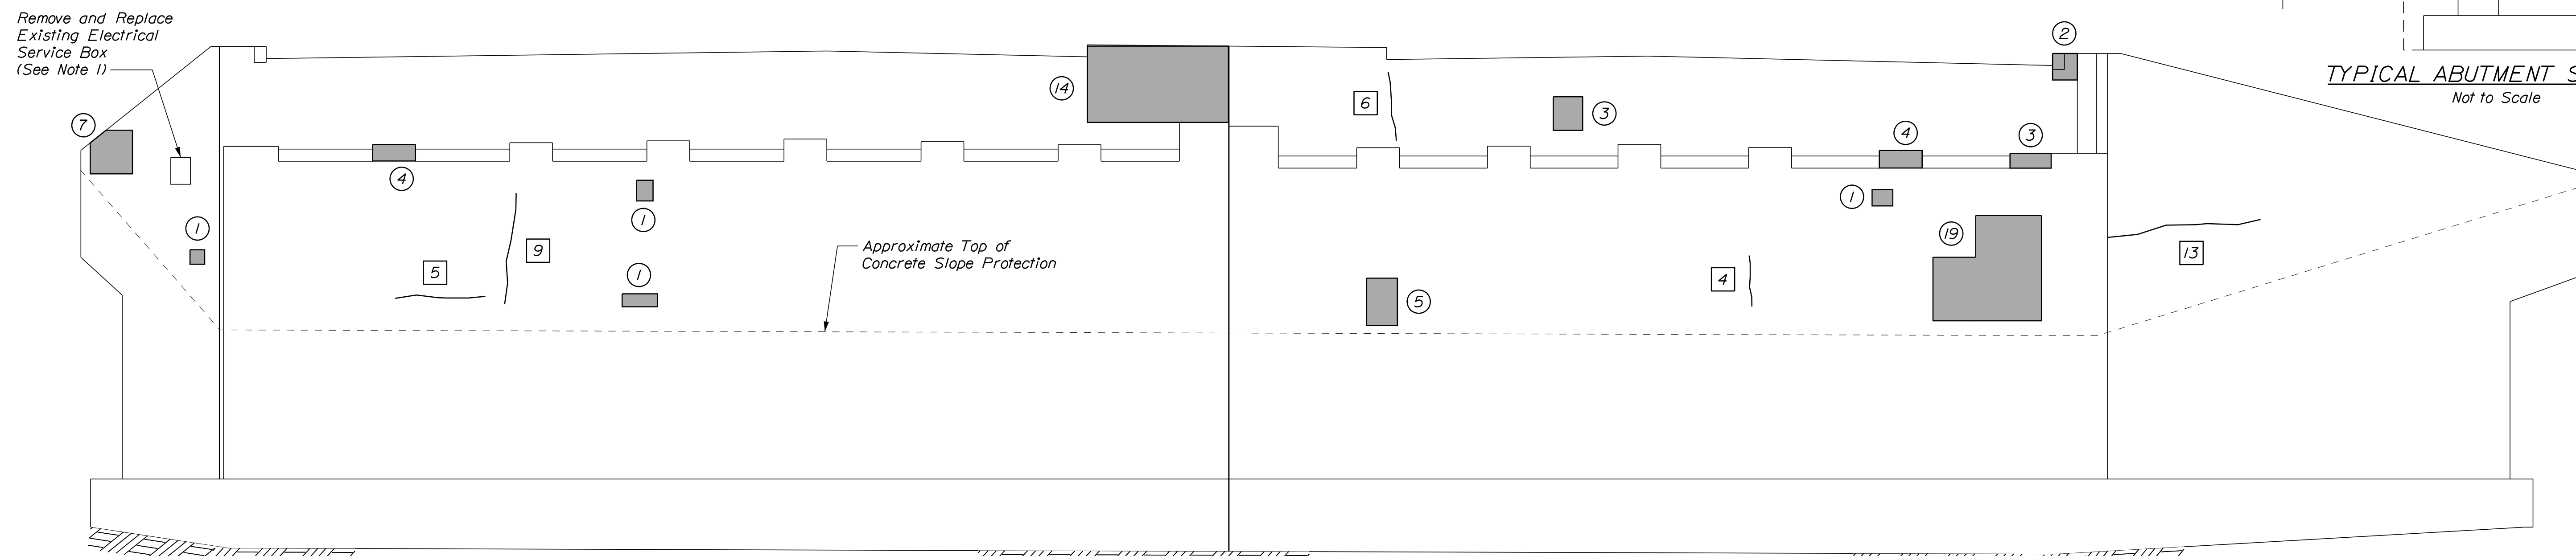 Remove and Replace
Existing Electrical
Service Box
(See Note 1)
7
1
4
5
9
1
1
Approximate Top of
Concrete Slope Protection
14
6
3
5
4
1
4
3
19
2
13
TYPICAL ABUTMENT
Not to Scale